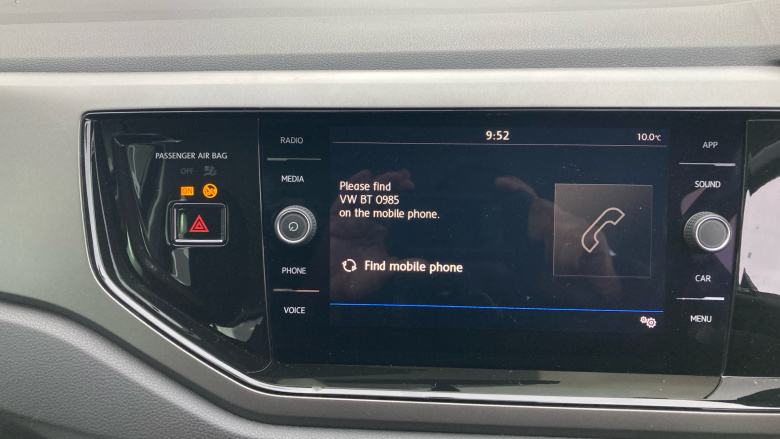 PASSENGER AIR BAG
OFF
ON
RADIO
MEDIA
PHONE
VOICE
9:52
10.0°C
Please find
VW BT 0985
on the mobile phone.
Find mobile phone
APP
SOUND
CAR
MENU